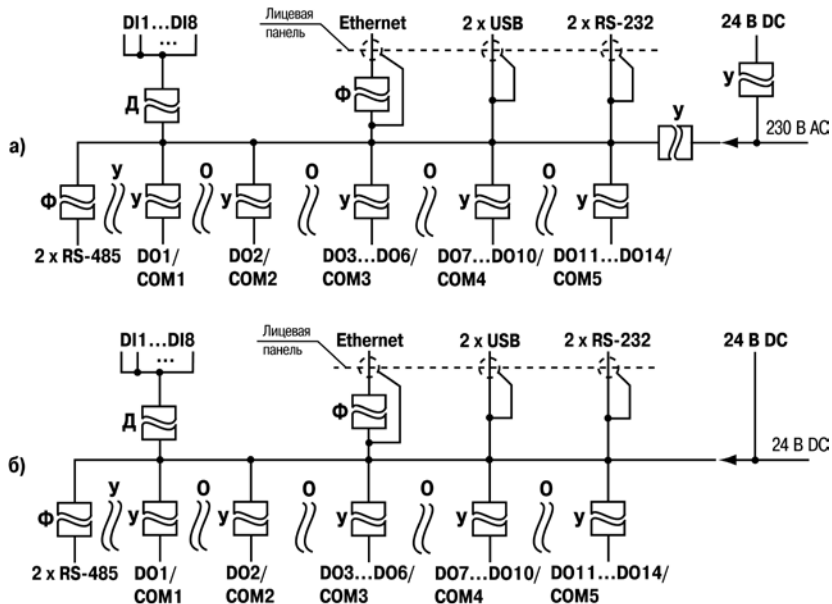 DI1...DI8
...
Лицевая
панель
Ethernet
2 x USB
2 x RS-232
24 В DC
Д
Ф
У
У
230 В AC
а)
Ф
У
У
О
У
О
У
О
У
О
У
2 x RS-485
DO1/
COM1
DO2/
COM2
DO3...DO6/
COM3
DO7...DO10/
COM4
DO11...DO14/
COM5
DI1...DI8
...
Лицевая
панель
Ethernet
2 x USB
2 x RS-232
24 В DC
Д
Ф
24 В DC
б)
Ф
У
У
О
У
О
У
О
У
О
У
2 x RS-485
DO1/
COM1
DO2/
COM2
DO3...DO6/
COM3
DO7...DO10/
COM4
DO11...DO14/
COM5